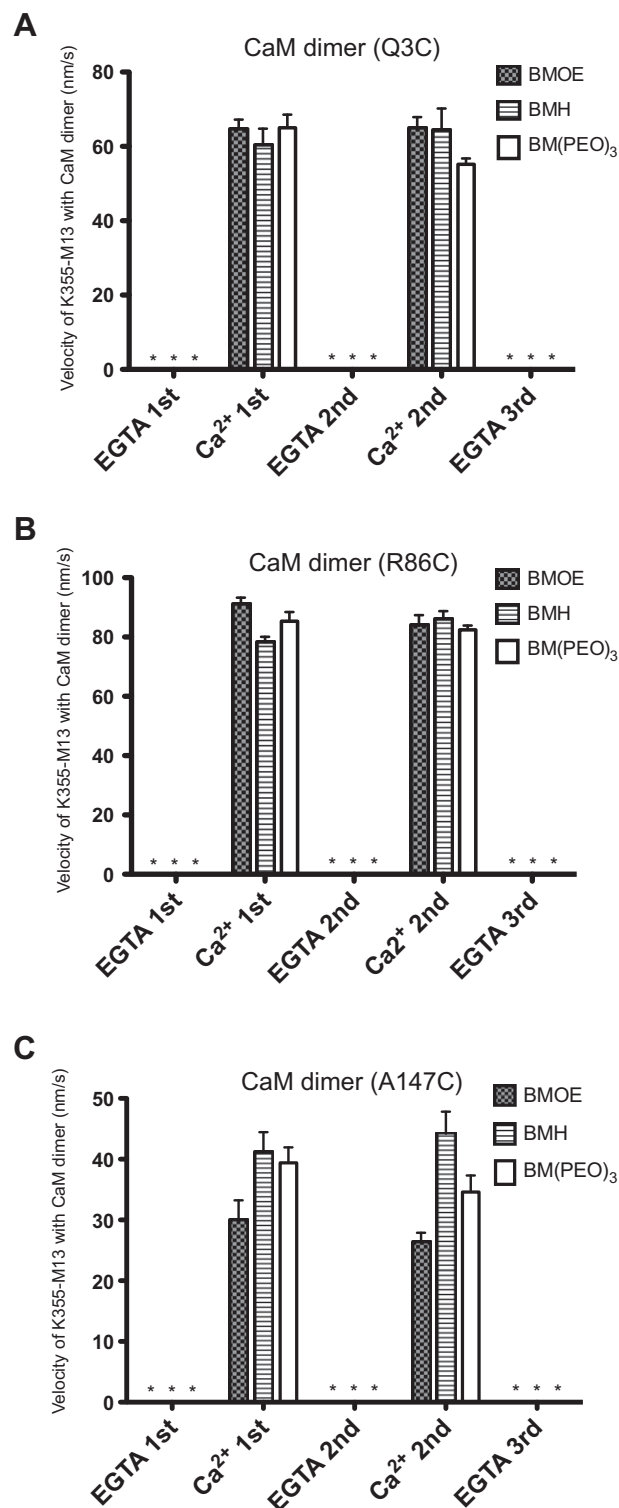 A
CaM dimer (Q3C)
Velocity of K355-M13 with CaM dimer (nm/s)
80
60
40
20
0
BMOE
BMH
BM(PEO)₃
* * * * * * * * *
EGTA 1st
Ca²⁺ 1st
EGTA 2nd
Ca²⁺ 2nd
EGTA 3rd
B
CaM dimer (R86C)
Velocity of K355-M13 with CaM dimer (nm/s)
100
80
60
40
20
0
BMOE
BMH
BM(PEO)₃
* * * * * * * * *
EGTA 1st
Ca²⁺ 1st
EGTA 2nd
Ca2⁺ 2nd
EGTA 3rd
C
CaM dimer (A147C)
Velocity of K355-M13 with CaM dimer (nm/s)
50
40
30
20
10
0
BMOE
BMH
BM(PEO)₃
* * * * * * * * *
EGTA 1st
Ca²⁺ 1st
EGTA 2nd
Ca²⁺ 2nd
EGTA 3rd